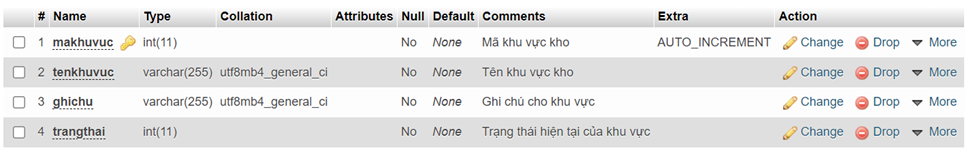 # Name Type Collation Attributes Null Default Comments Extra Action
1 makhuvuc int(11) No None Mã khu vực kho AUTO_INCREMENT Change Drop More
2 tenkhuvuc varchar(255) utf8mb4_general_ci No None Tên khu vực kho Change Drop More
3 ghichu varchar(255) utf8mb4_general_ci No None Ghi chú cho khu vực Change Drop More
4 trangthai int(11) No None Trạng thái hiện tại của khu vực Change Drop More